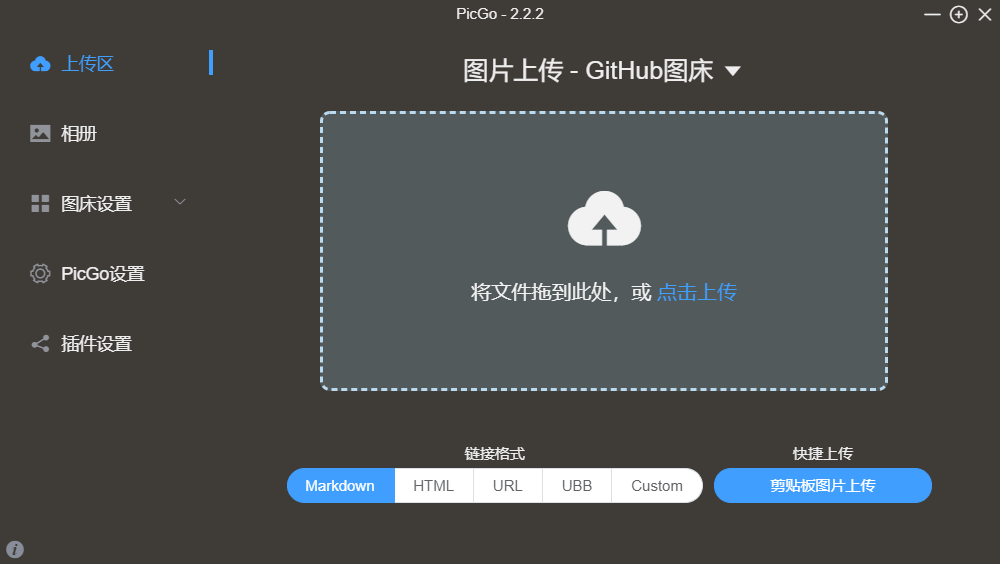 PicGo - 2.2.2
上传区
相册
图床设置
PicGo设置
插件设置
图片上传 - GitHub图床
将文件拖到此处，或 点击上传
链接格式
快捷上传
Markdown HTML URL UBB Custom
剪贴板图片上传